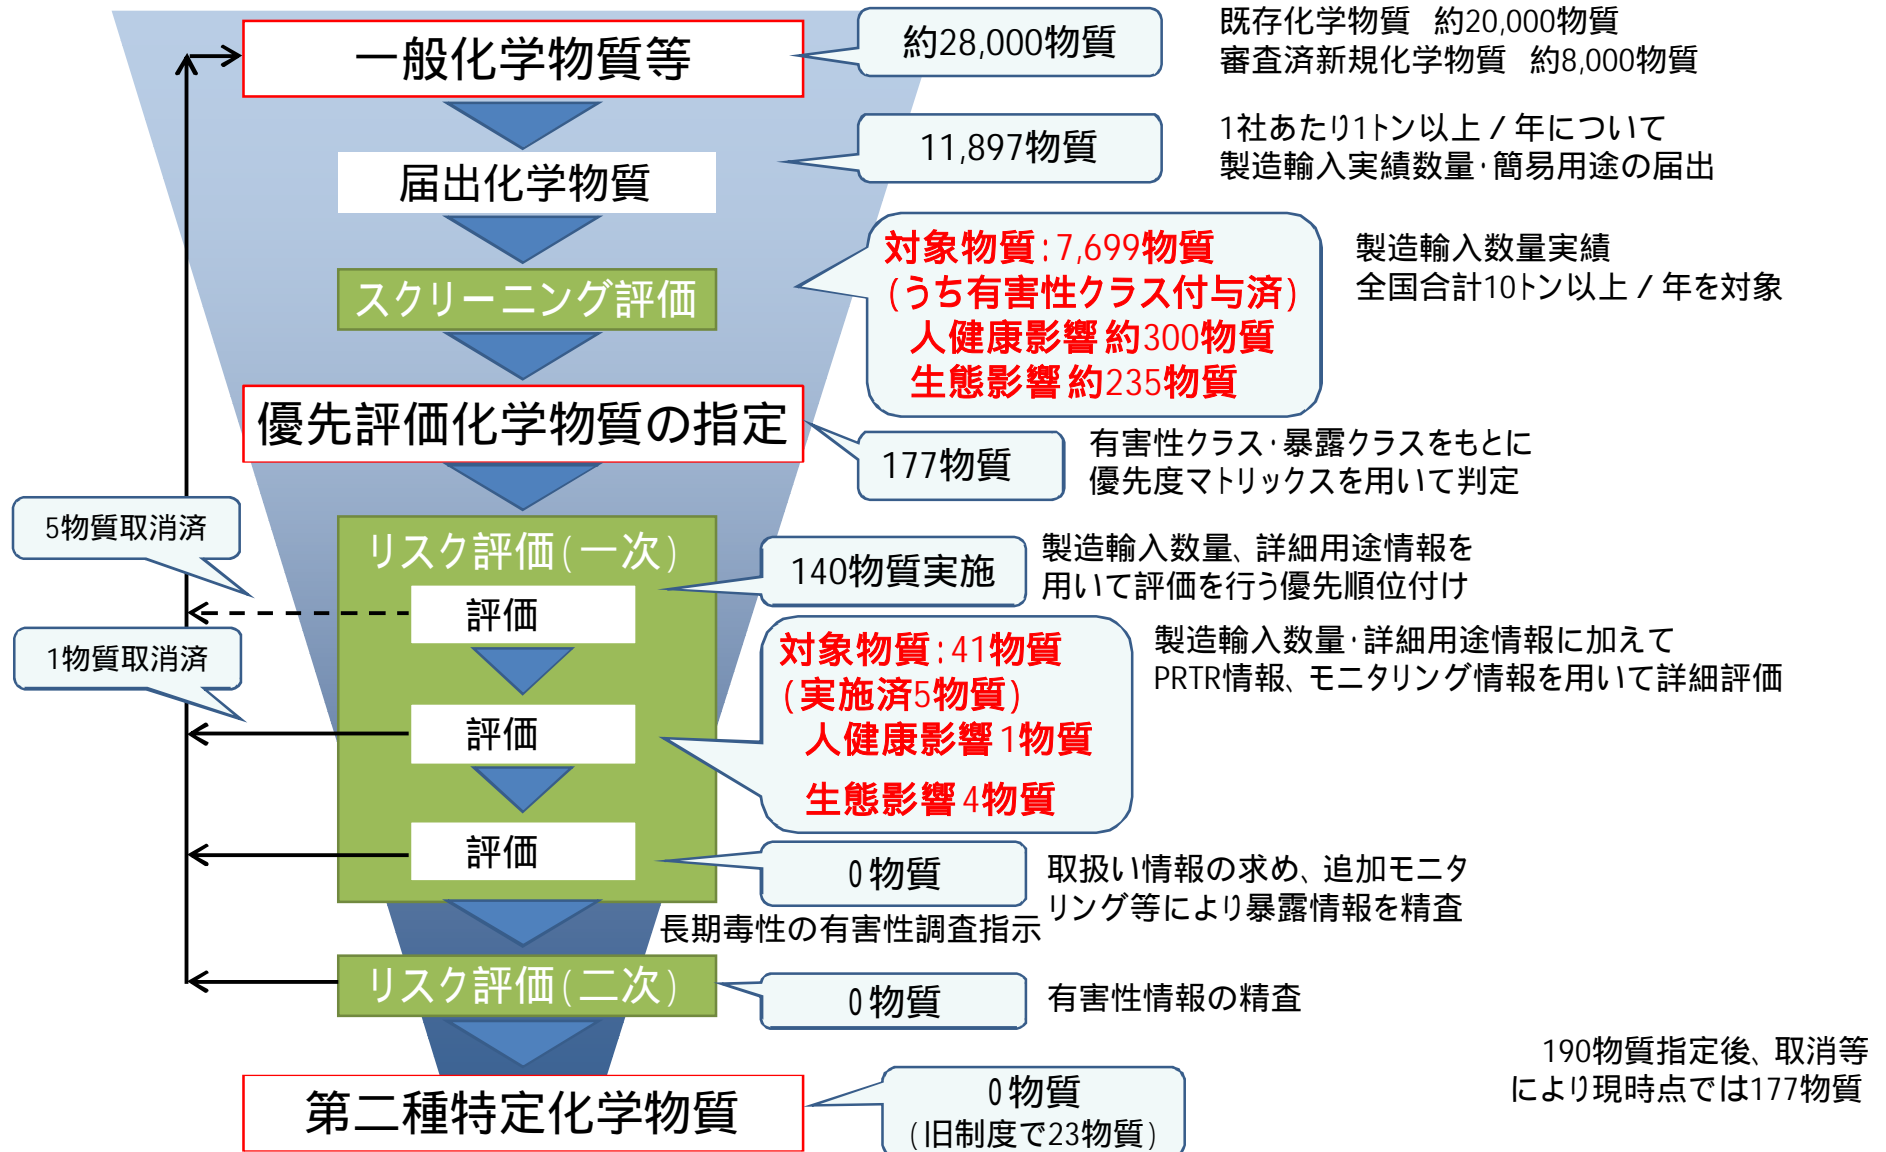 一般化学物質等
約28,000物質
既存化学物質 約20,000物質
審査済新規化学物質 約8,000物質
届出化学物質
11,897物質
1社あたり1トン以上/年について
製造輸入実績数量・簡易用途の届出
スクリーニング評価
対象物質:7,699物質
(うち有害性クラス付与済)
人健康影響 約300物質
生態影響 約235物質
製造輸入数量実績
全国合計10トン以上/年を対象
優先評価化学物質の指定
177物質
有害性クラス・暴露クラスをもとに
優先度マトリックスを用いて判定
5物質取消済
リスク評価(一次)
評価
140物質実施
製造輸入数量、詳細用途情報を
用いて評価を行う優先順位付け
1物質取消済
評価
対象物質:41物質
(実施済5物質)
人健康影響 1物質
生態影響 4物質
製造輸入数量・詳細用途情報に加えて
PRTR情報、モニタリング情報を用いて詳細評価
評価
0物質
取扱い情報の求め、追加モニタ
リング等により暴露情報を精査
長期毒性の有害性調査指示
リスク評価(二次)
0物質
有害性情報の精査
第二種特定化学物質
0物質
(旧制度で23物質)
190物質指定後、取消等
により現時点では177物質